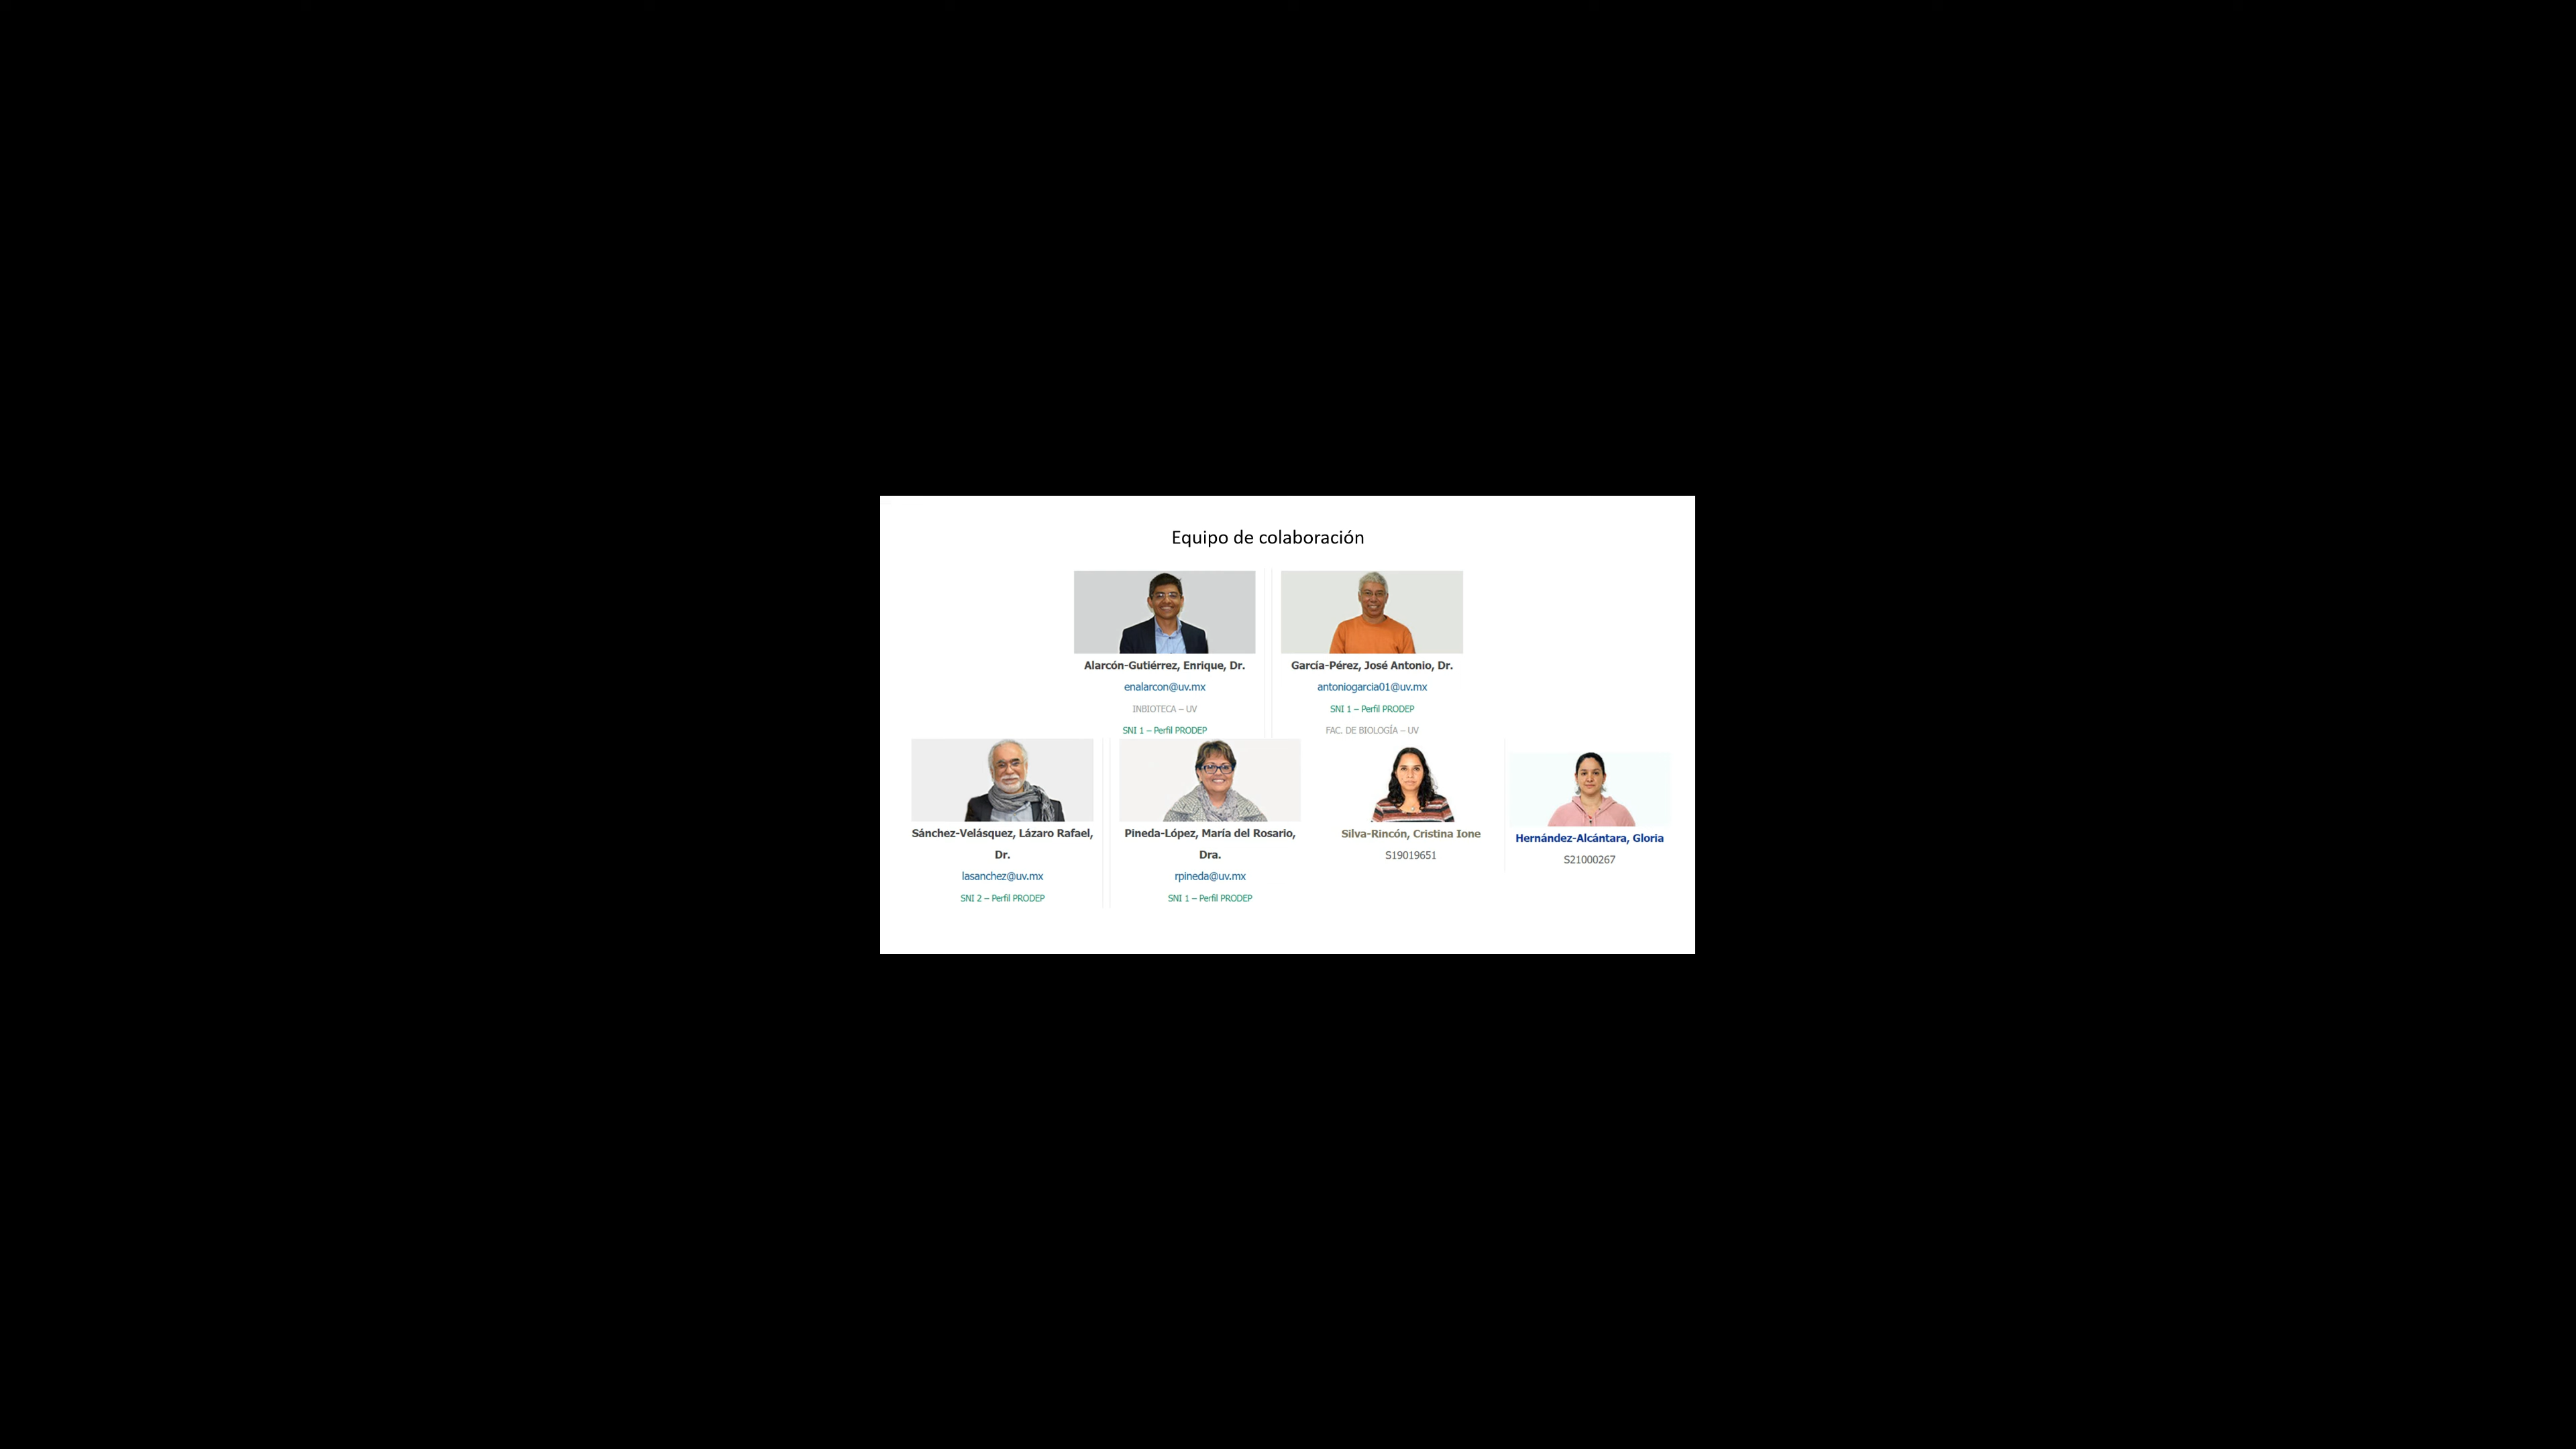 Equipo de colaboración
Alarcón-Gutiérrez, Enrique, Dr.
enalarcon@uv.mx
INBIOTECA – UV
SNI 1 – Perfil PRODEP
García-Pérez, José Antonio, Dr.
antoniogarcia01@uv.mx
SNI 1 – Perfil PRODEP
FAC. DE BIOLOGÍA – UV
Sánchez-Velásquez, Lázaro Rafael,
Dr.
lasanchez@uv.mx
SNI 2 – Perfil PRODEP
Pineda-López, María del Rosario,
Dra.
rpineda@uv.mx
SNI 1 – Perfil PRODEP
Silva-Rincón, Cristina Ione
S19019651
Hernández-Alcántara, Gloria
S21000267